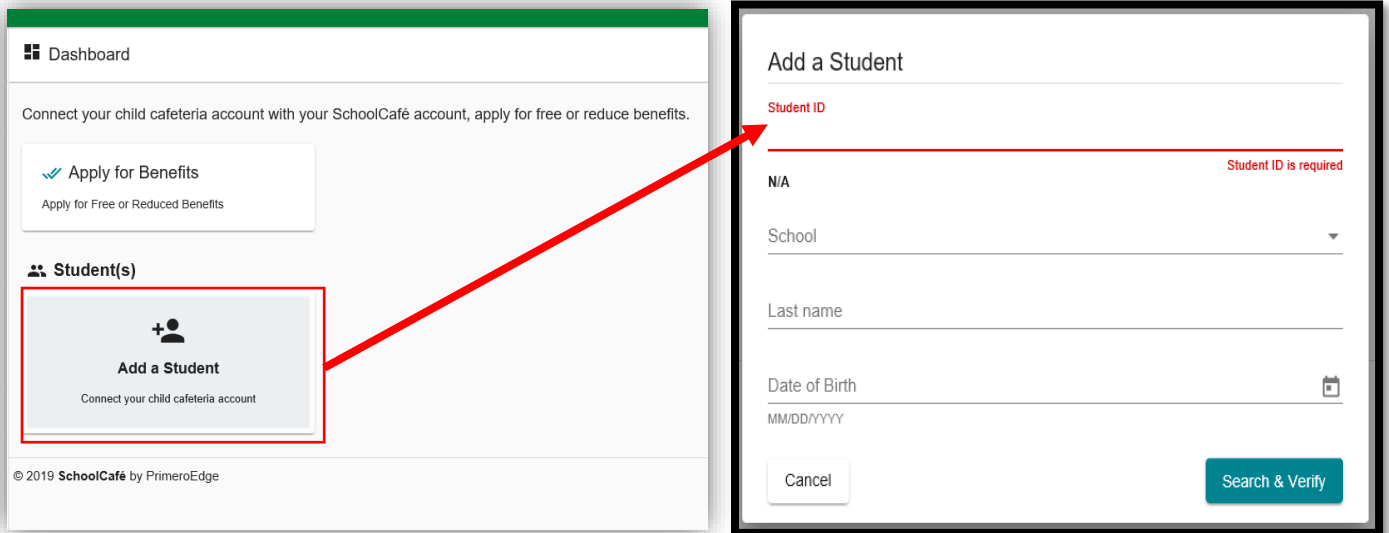 Dashboard
Connect your child cafeteria account with your SchoolCafé account, apply for free or reduce benefits.
Apply for Benefits
Apply for Free or Reduced Benefits
Student(s)
Add a Student
Connect your child cafeteria account
© 2019 SchoolCafé by PrimeroEdge
Add a Student
Student ID
Student ID is required
N/A
School
Last name
Date of Birth
MM/DD/YYYY
Cancel
Search & Verify